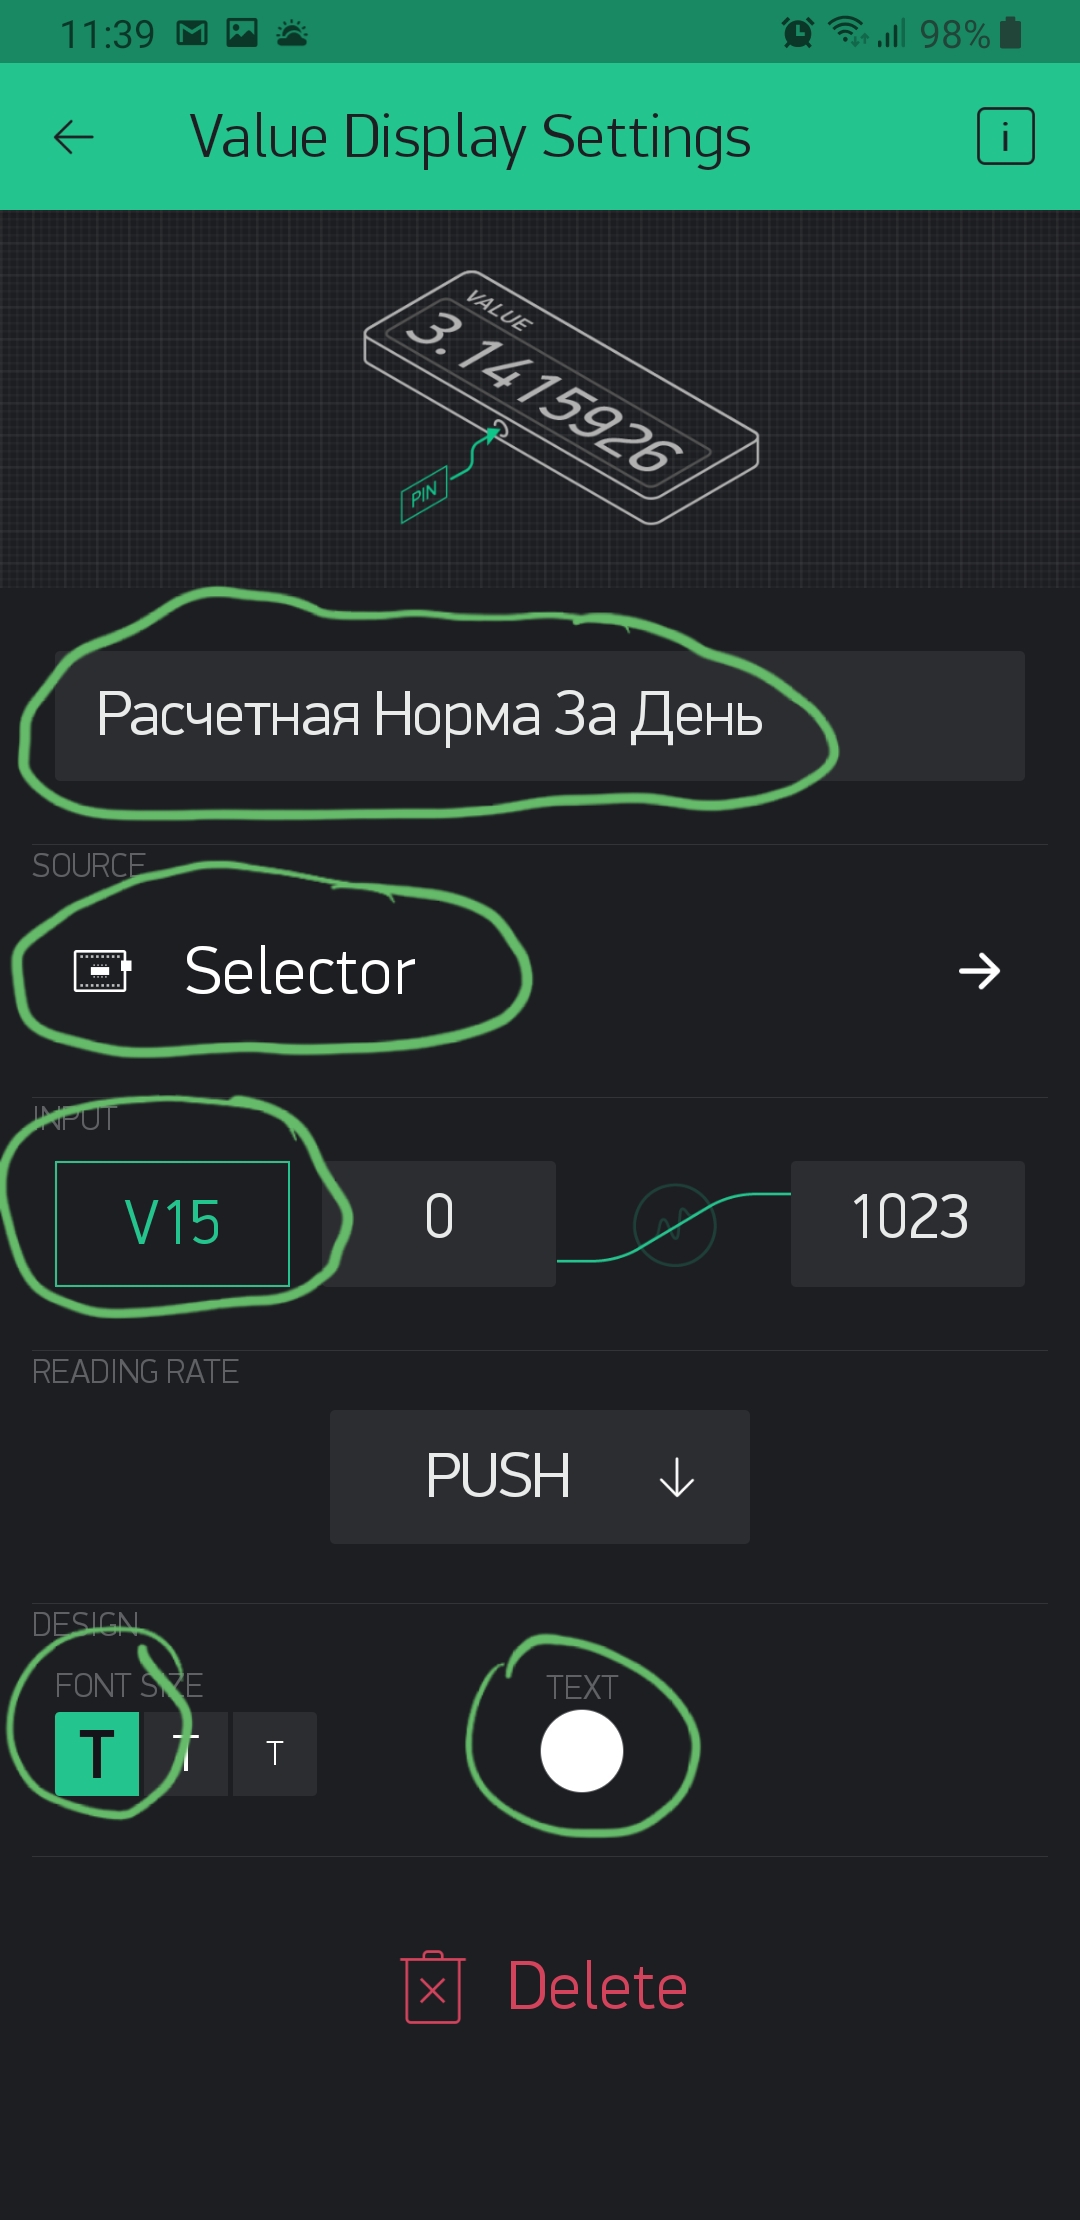 11:39 98%
Value Display Settings i
VALUE
3.1415926
PIN
Расчетная Норма За День
SOURCE
Selector
INPUT
V15 0 1023
READING RATE
PUSH
DESIGN
FONT SIZE TEXT
T T T
Delete